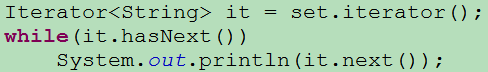 Iterator<String> it = set.iterator();
while(it.hasNext())
    System.out.println(it.next());